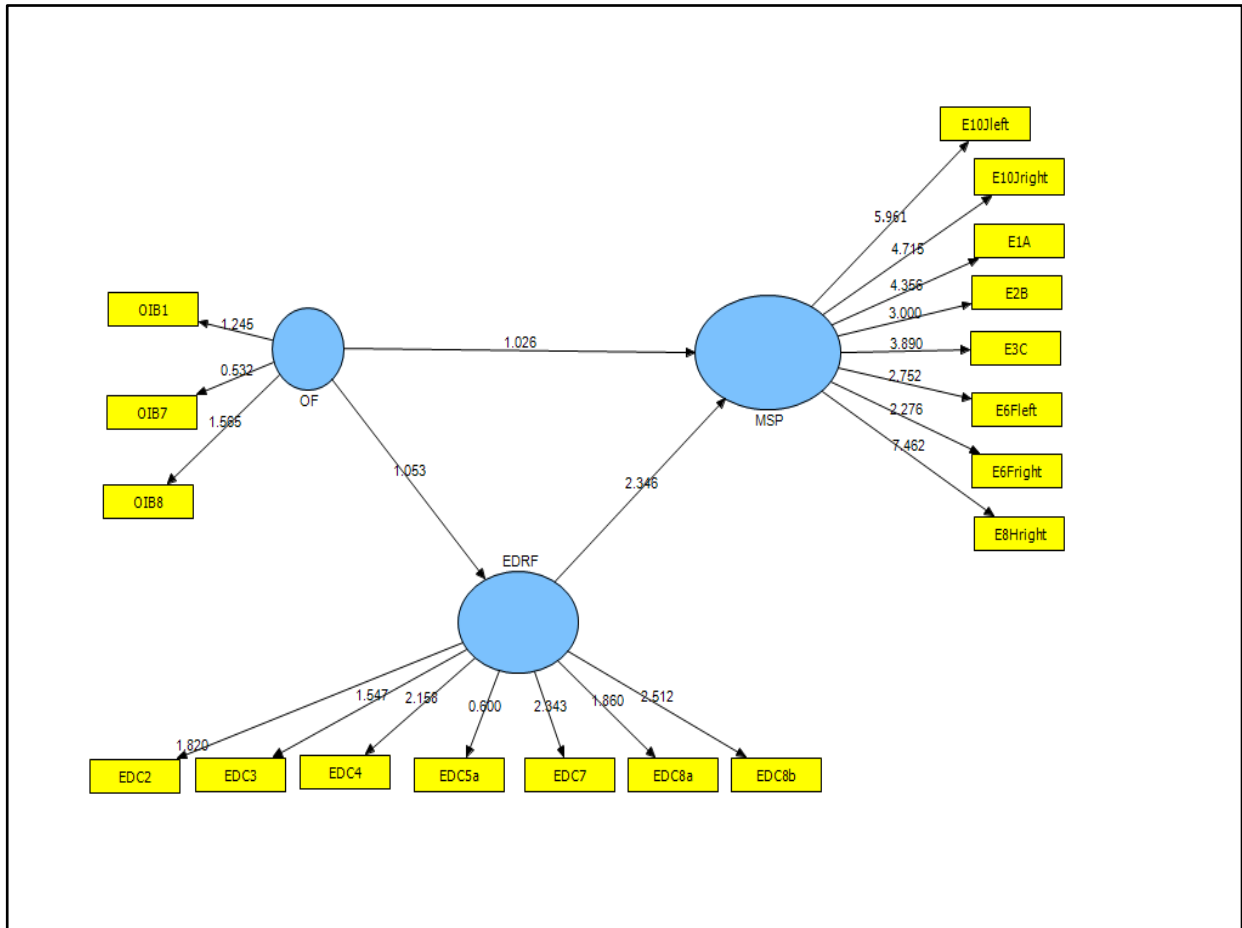 E10Jleft
E10Jright
5.961
4.715
E1A
4.356
E2B
3.000
OIB1
1.245
1.026
3.890
E3C
0.532
2.752
OF
OIB7
E6Fleft
MSP
2.276
1.565
7.462
1.053
E6Fright
2.346
OIB8
E8Hright
EDRF
1.547
2.158
0.600
2.343
1.860
2.512
1.820
EDC2
EDC3
EDC4
EDC5a
EDC7
EDC8a
EDC8b